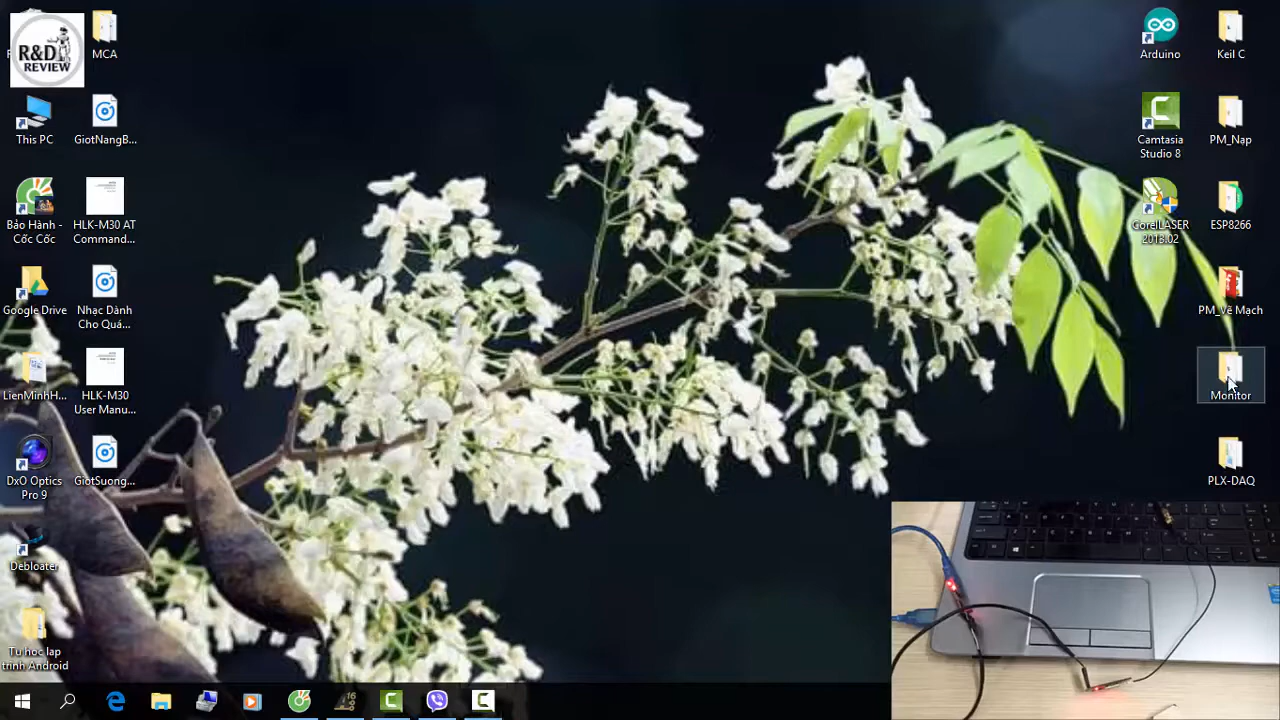 R&D
REVIEW
MCA
This PC
GiotNangB...
Bảo Hành -
Cốc Cốc
HLK-M30 AT
Command...
Google Drive
Nhạc Dành
Cho Quá...
LienMinhH...
HLK-M30
User Manu...
DxO Optics
Pro 9
GiotSuong...
Debloater
Tu hoc lap
trinh Android
Arduino
Keil C
Camtasia
Studio 8
PM_Nap
CorelLASER
2013.02
ESP8266
PM_Vẽ Mạch
Monitor
PLX-DAQ